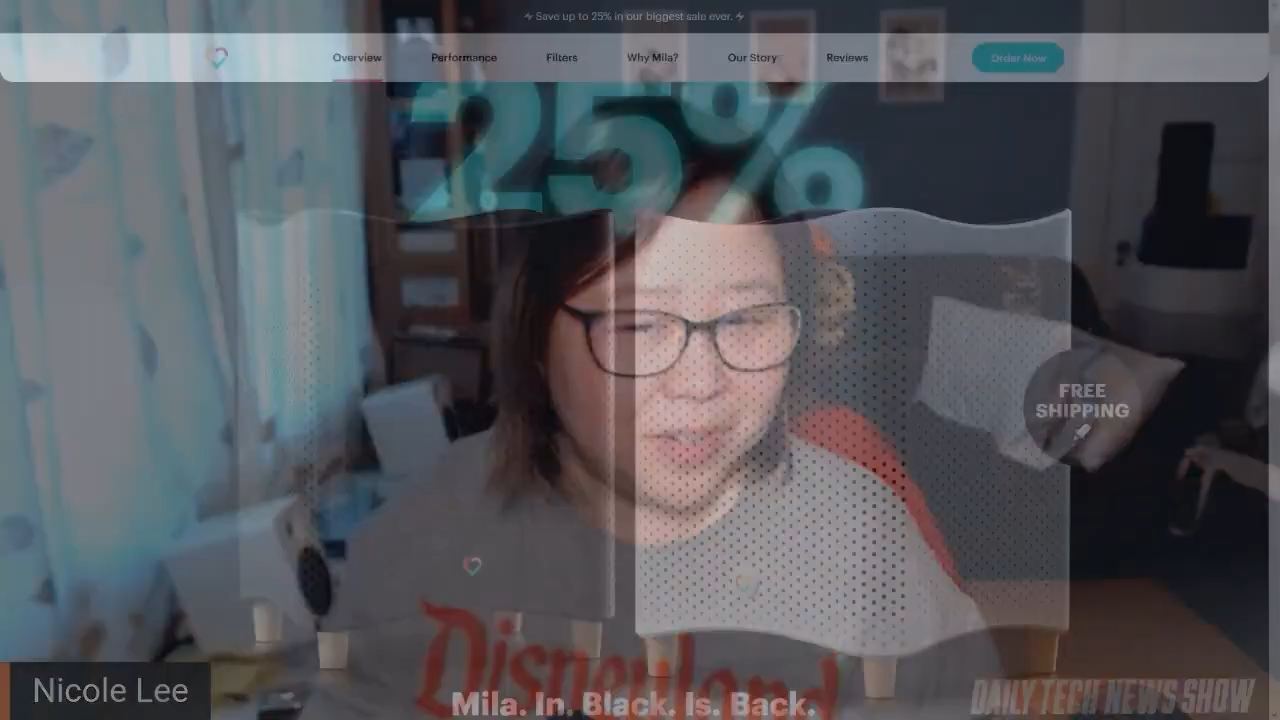 Save up to 25% in our biggest sale ever.
Overview Performance Filters Why Mila? Our Story Reviews Order Now
25%
FREE
SHIPPING
Disneyland
Nicole Lee
Mila. In. Black. Is. Back.
DAILY TECH NEWS SHOW